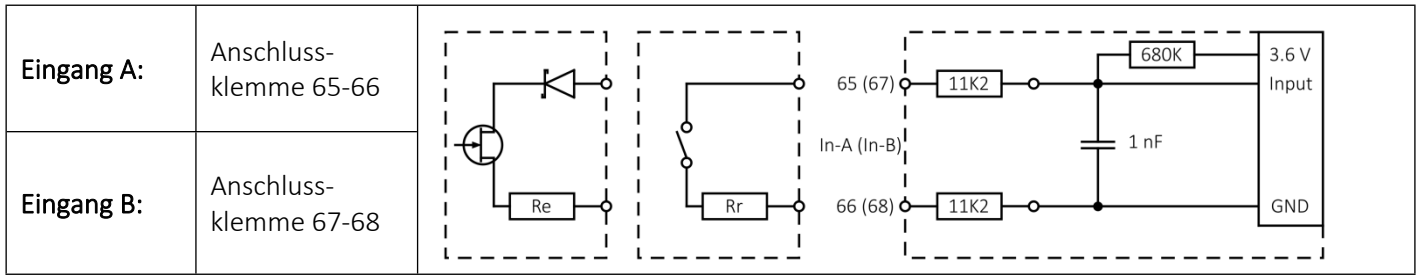 Eingang A:
Anschluss-
klemme 65-66
Eingang B:
Anschluss-
klemme 67-68
Re
Rr
65 (67)
In-A (In-B)
66 (68)
11K2
11K2
680K
1 nF
3.6 V
Input
GND